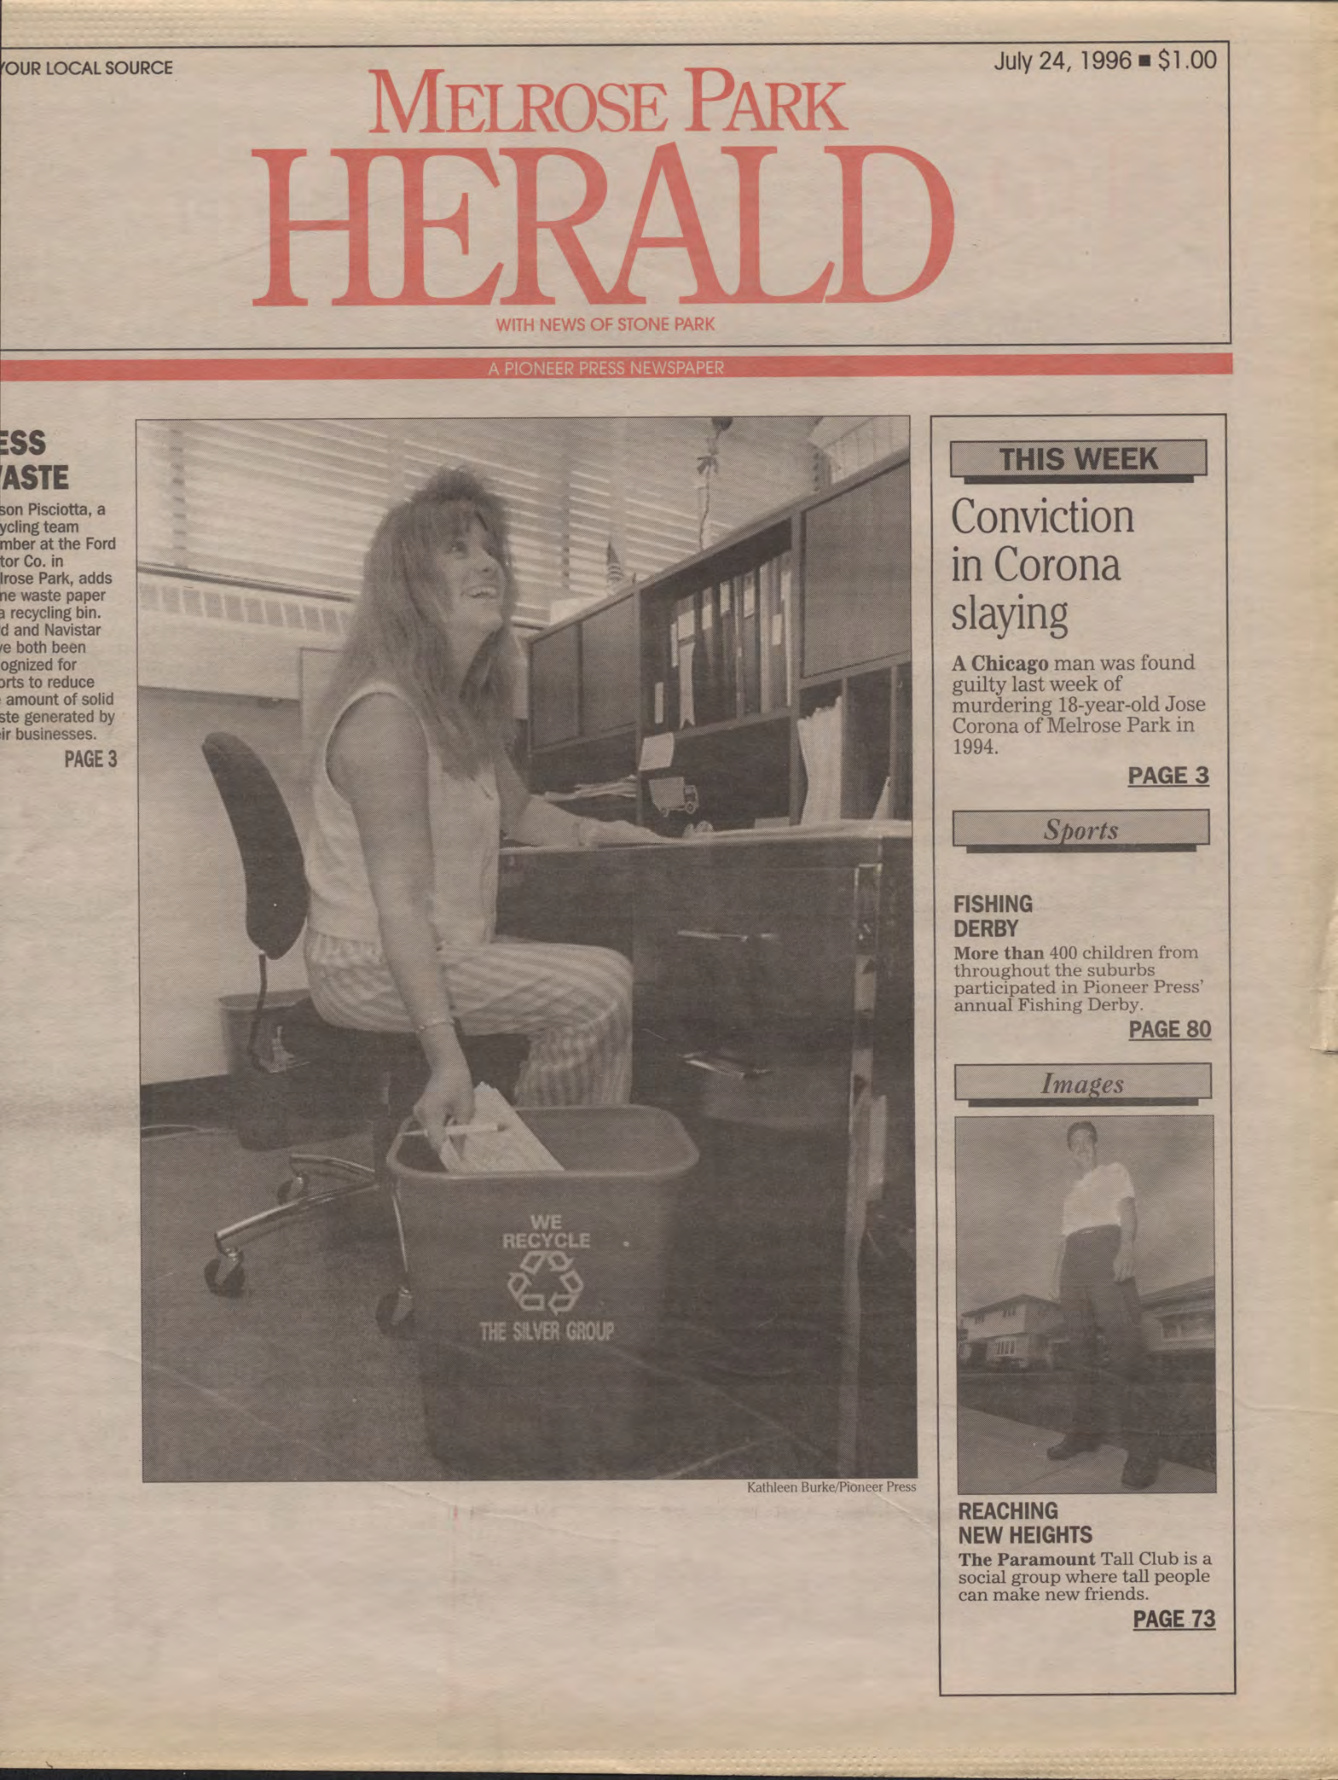 YOUR LOCAL SOURCE
July 24, 1996 ■ $1.00
MELROSE PARK
HERALD
WITH NEWS OF STONE PARK
A PIONEER PRESS NEWSPAPER
ESS
ASTE
son Pisciotta, a
ycling team
mber at the Ford
tor Co. in
lrose Park, adds
me waste paper
a recycling bin.
d and Navistar
ve both been
ognized for
orts to reduce
amount of solid
ste generated by
ir businesses.
PAGE 3
WE
RECYCLE
THE SILVER GROUP
Kathleen Burke/Pioneer Press
THIS WEEK
Conviction
in Corona
slaying
A Chicago man was found
guilty last week of
murdering 18-year-old Jose
Corona of Melrose Park in
1994.
PAGE 3
Sports
FISHING
DERBY
More than 400 children from
throughout the suburbs
participated in Pioneer Press'
annual Fishing Derby.
PAGE 80
Images
REACHING
NEW HEIGHTS
The Paramount Tall Club is a
social group where tall people
can make new friends.
PAGE 73